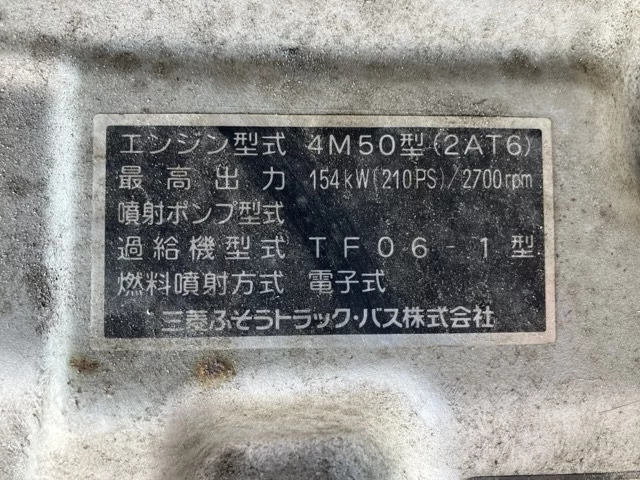 エンジン型式 4M50型(2AT6)
最高出力 154kW(210PS)/2700rpm
噴射ポンプ型式
過給機型式 TF06-1型
燃料噴射方式 電子式
三菱ふそうトラック・バス株式会社